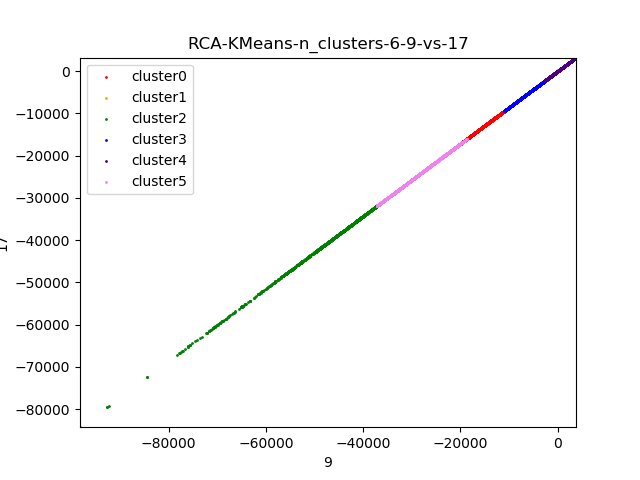 RCA-KMeans-n_clusters-6-9-vs-17
cluster0
cluster1
cluster2
cluster3
cluster4
cluster5
0
−10000
−20000
−30000
−40000
−50000
−60000
−70000
−80000
17
−80000
−60000
−40000
−20000
0
9